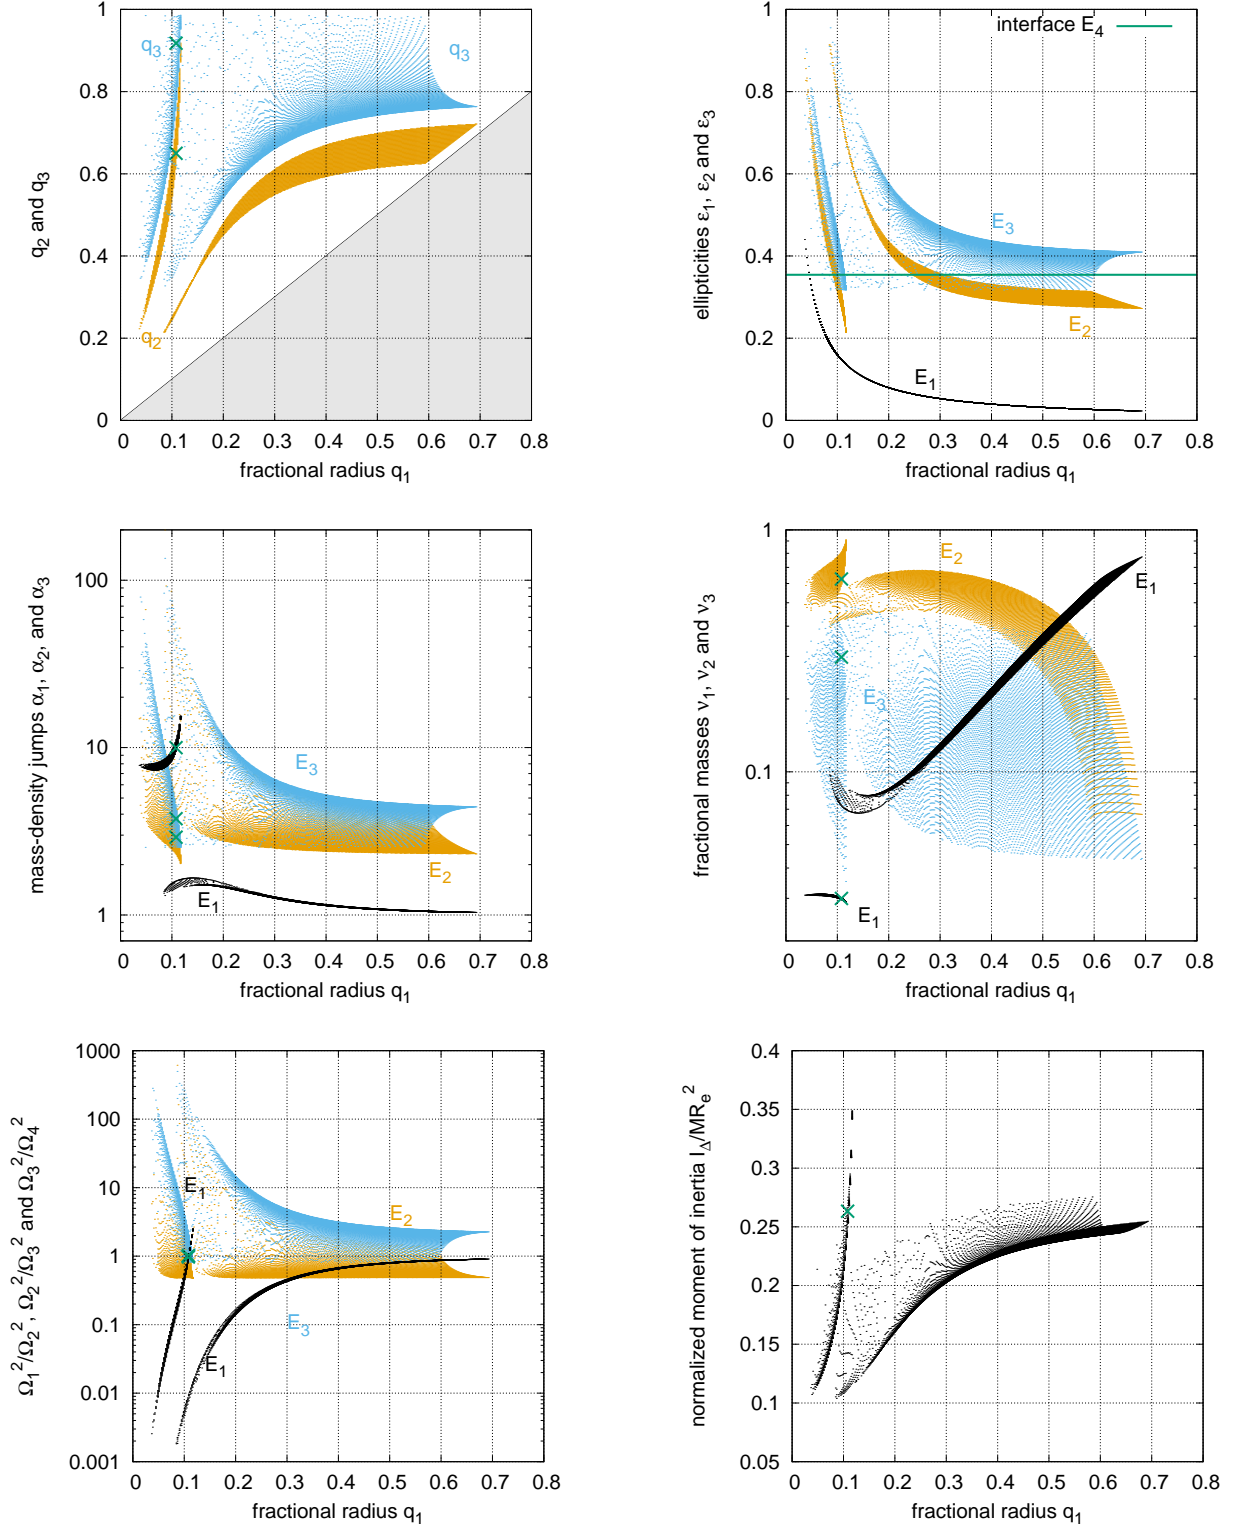 1
0.8
0.6
0.4
0.2
0
q₂ and q₃
q₃
q₃
q₂
0 0.1 0.2 0.3 0.4 0.5 0.6 0.7 0.8
fractional radius q₁
interface E₄
1
0.8
0.6
0.4
0.2
0
ellipticities ε₁, ε₂ and ε₃
E₃
E₂
E₁
0 0.1 0.2 0.3 0.4 0.5 0.6 0.7 0.8
fractional radius q₁
100
10
1
mass-density jumps α₁, α₂, and α₃
E₃
E₂
E₁
0 0.1 0.2 0.3 0.4 0.5 0.6 0.7 0.8
fractional radius q₁
1
0.1
fractional masses ν₁, ν₂ and ν₃
E₂
E₁
E₃
E₁
0 0.1 0.2 0.3 0.4 0.5 0.6 0.7 0.8
fractional radius q₁
1000
100
10
1
0.1
0.01
0.001
Ω₁²/Ω₂², Ω₂²/Ω₃² and Ω₃²/Ω₄²
E₁
E₂
E₃
E₁
0 0.1 0.2 0.3 0.4 0.5 0.6 0.7 0.8
fractional radius q₁
0.4
0.35
0.3
0.25
0.2
0.15
0.1
0.05
normalized moment of inertia I_Δ/MRₑ²
0 0.1 0.2 0.3 0.4 0.5 0.6 0.7 0.8
fractional radius q₁